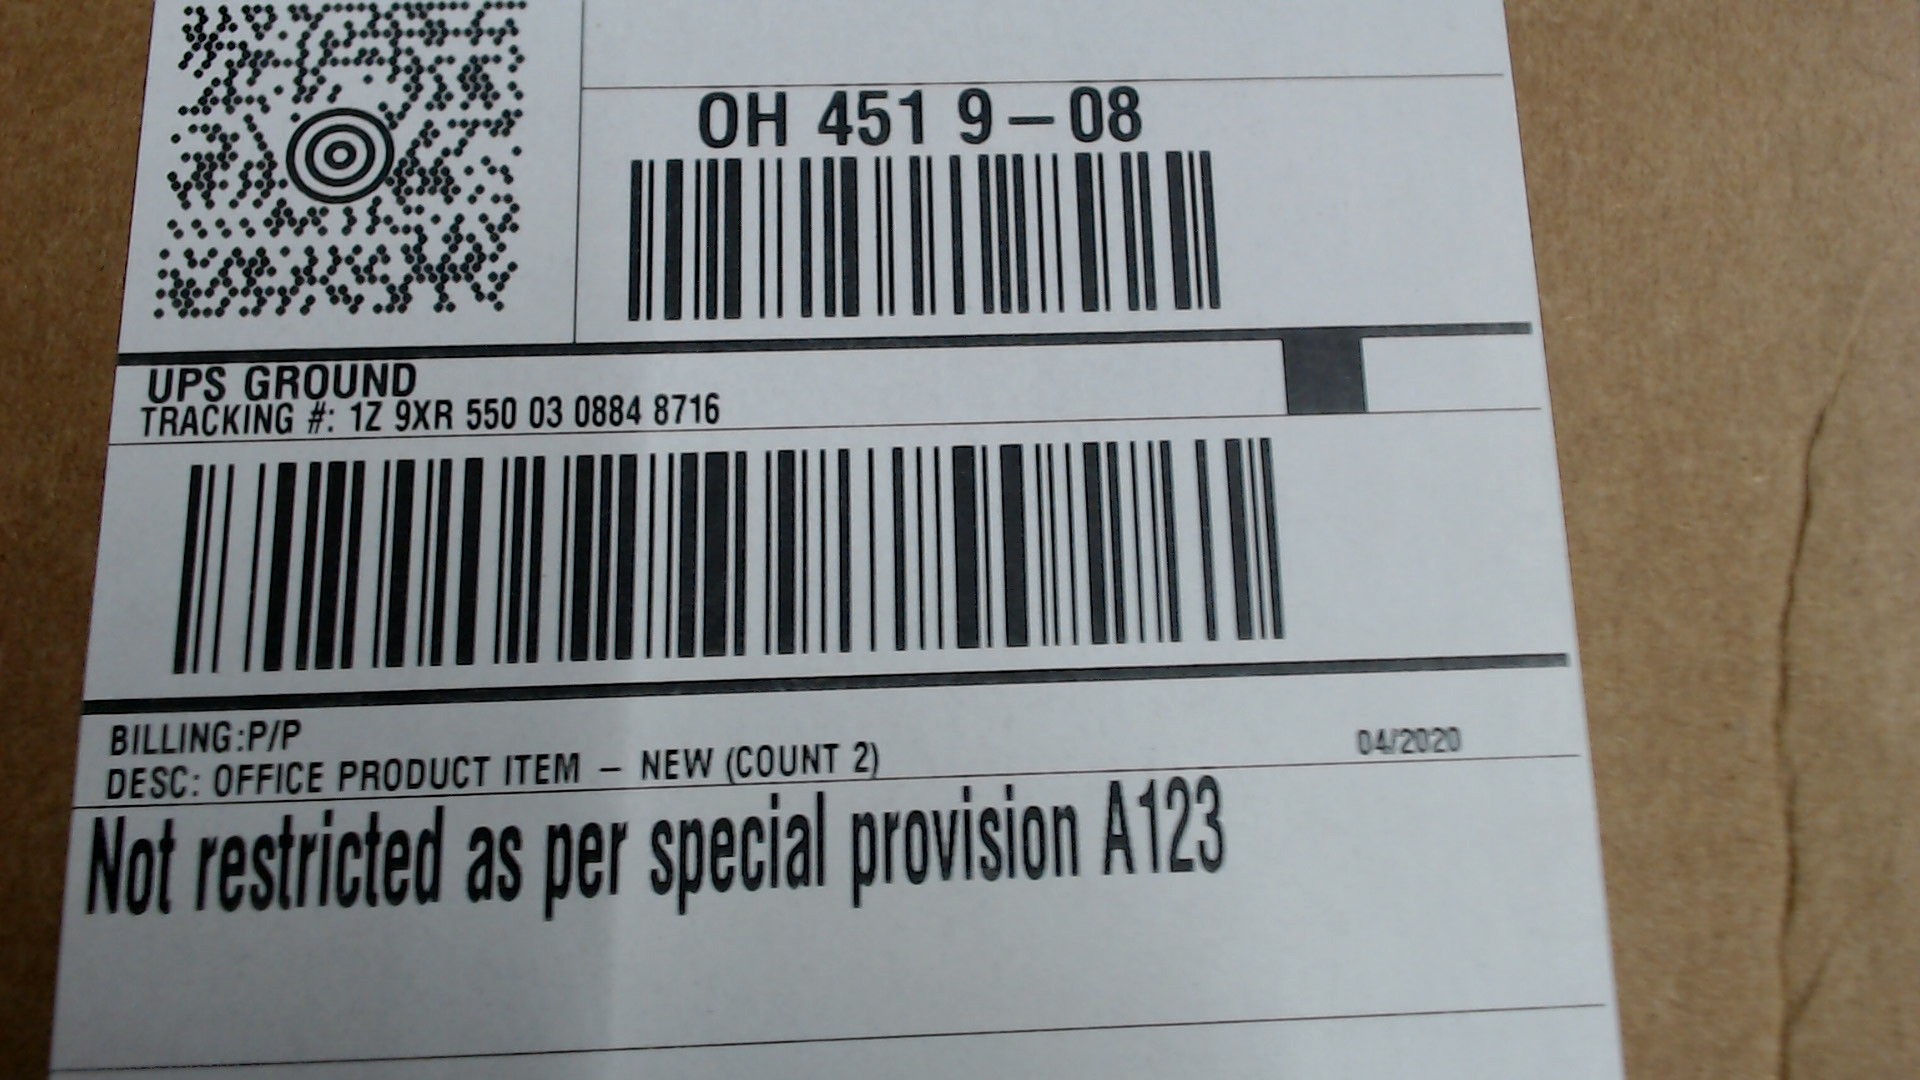 OH 451 9-08
UPS GROUND
TRACKING #: 1Z 9XR 550 03 0884 8716
BILLING:P/P
04/2020
DESC: OFFICE PRODUCT ITEM - NEW (COUNT 2)
Not restricted as per special provision A123